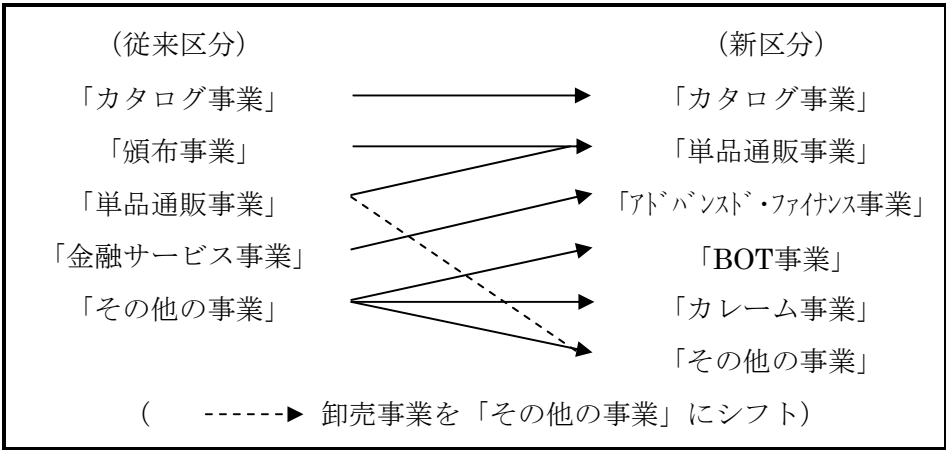 （従来区分） （新区分）
「カタログ事業」 「カタログ事業」
「頒布事業」 「単品通販事業」
「単品通販事業」 「ｱﾄﾞﾊﾞﾝｽﾄﾞ・ﾌｧｲﾅﾝｽ事業」
「金融サービス事業」 「BOT事業」
「その他の事業」 「カレーム事業」
「その他の事業」
（ 卸売事業を「その他の事業」にシフト）